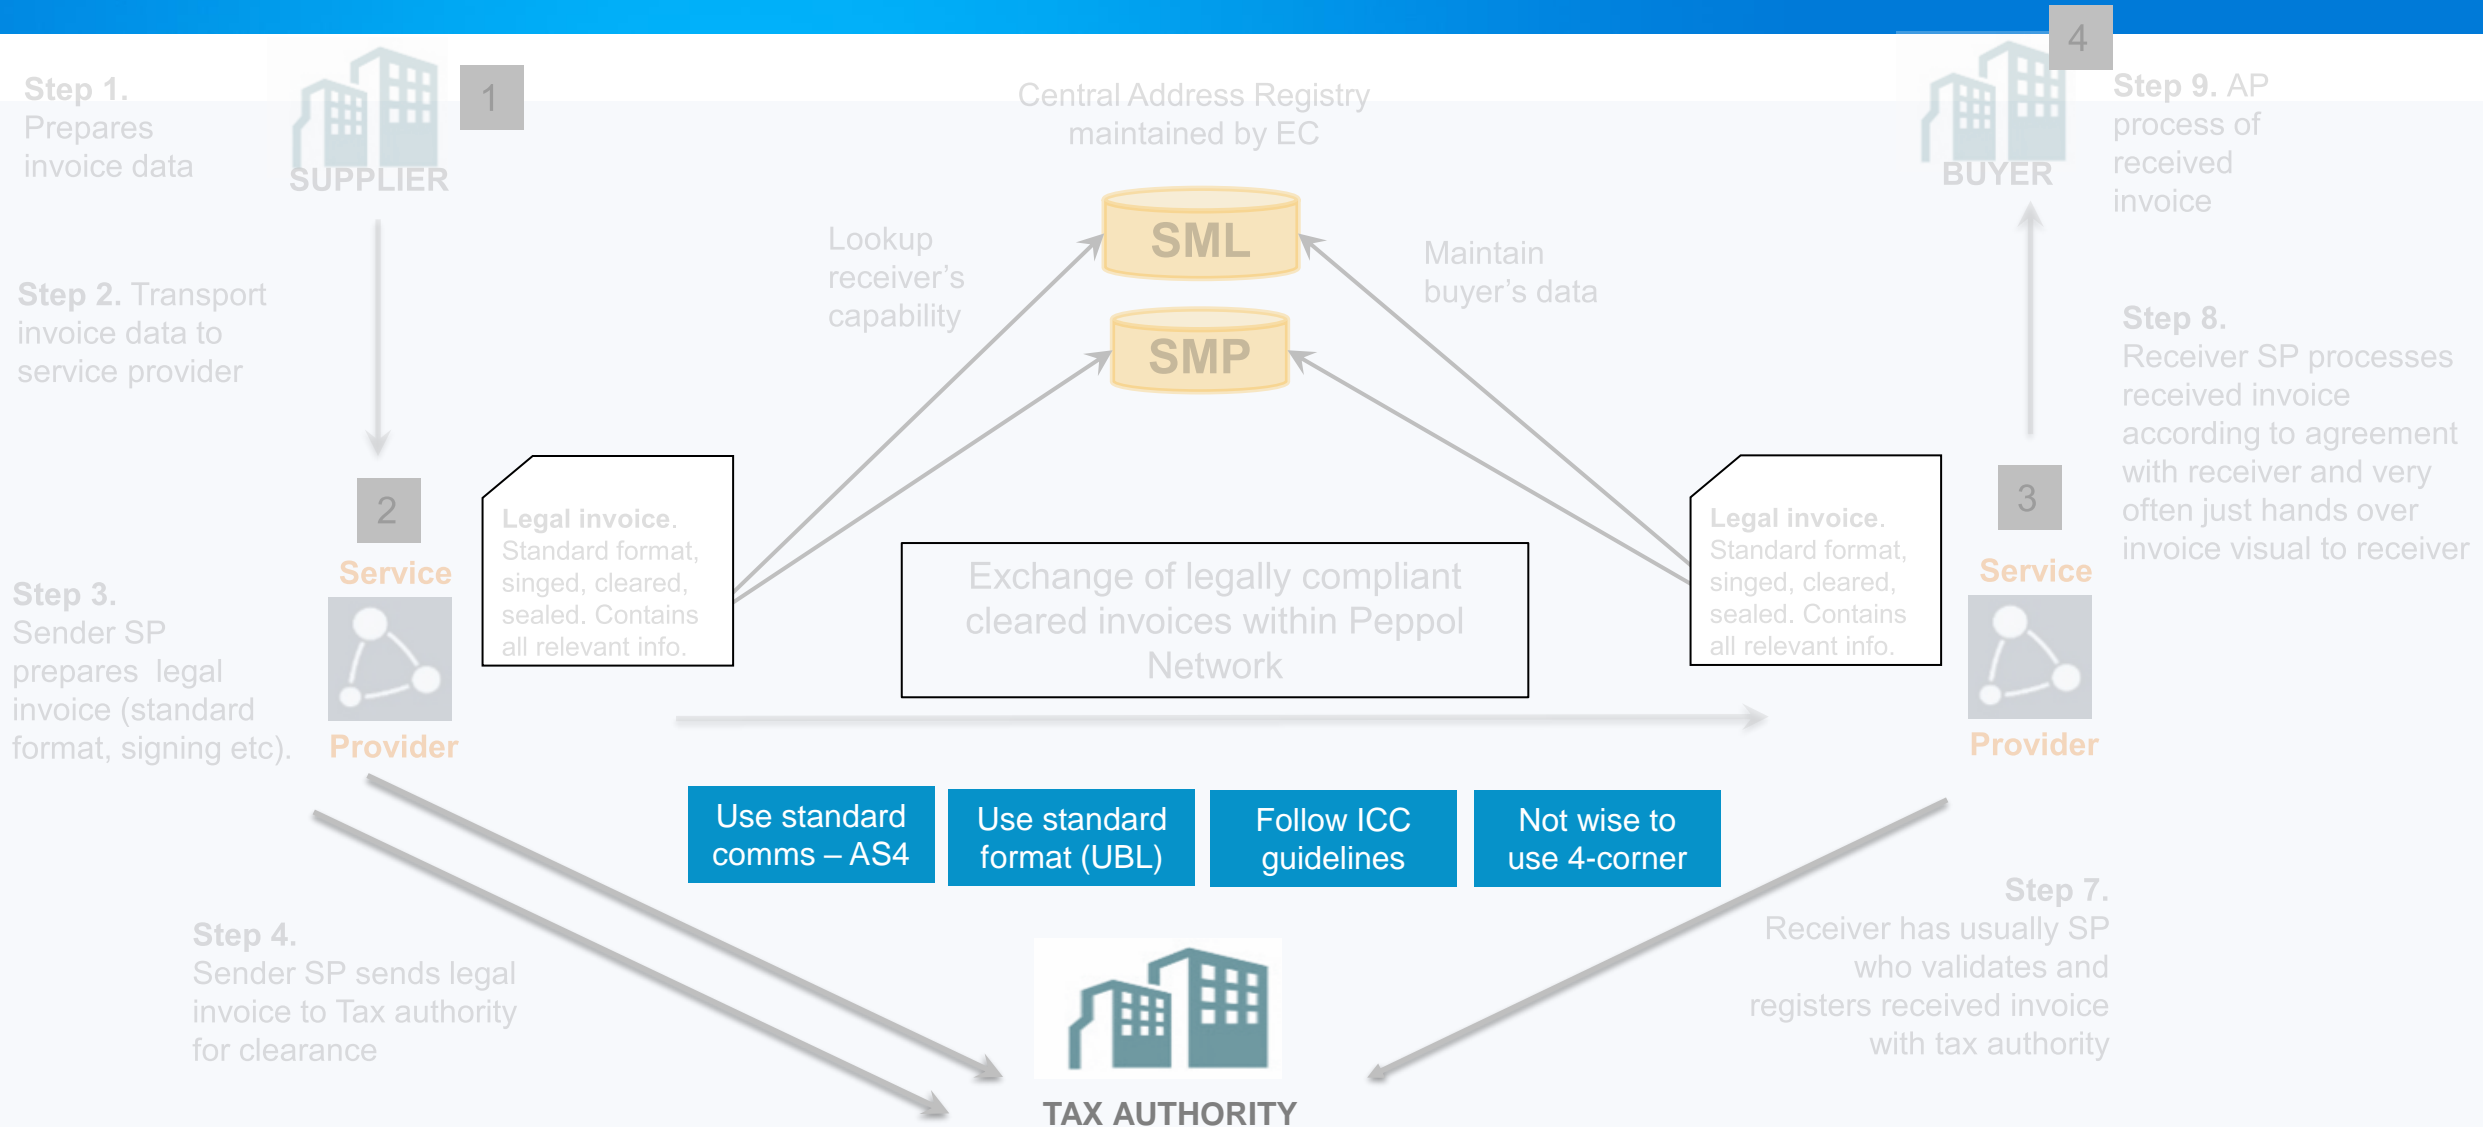 4
Step 1.
Prepares
invoice data
SUPPLIER
1
Central Address Registry
maintained by EC
BUYER
Step 9. AP
process of
received
invoice
Step 2. Transport
invoice data to
service provider
Lookup
receiver’s
capability
SML
SMP
Maintain
buyer’s data
Step 8.
Receiver SP processes
received invoice
according to agreement
with receiver and very
often just hands over
invoice visual to receiver
2
Service
Provider
Legal invoice.
Standard format,
singed, cleared,
sealed. Contains
all relevant info.
Exchange of legally compliant
cleared invoices within Peppol
Network
Legal invoice.
Standard format,
singed, cleared,
sealed. Contains
all relevant info.
3
Service
Provider
Step 3.
Sender SP
prepares  legal
invoice (standard
format, signing etc).
Use standard
comms – AS4
Use standard
format (UBL)
Follow ICC
guidelines
Not wise to
use 4-corner
Step 4.
Sender SP sends legal
invoice to Tax authority
for clearance
Step 7.
Receiver has usually SP
who validates and
registers received invoice
with tax authority
TAX AUTHORITY